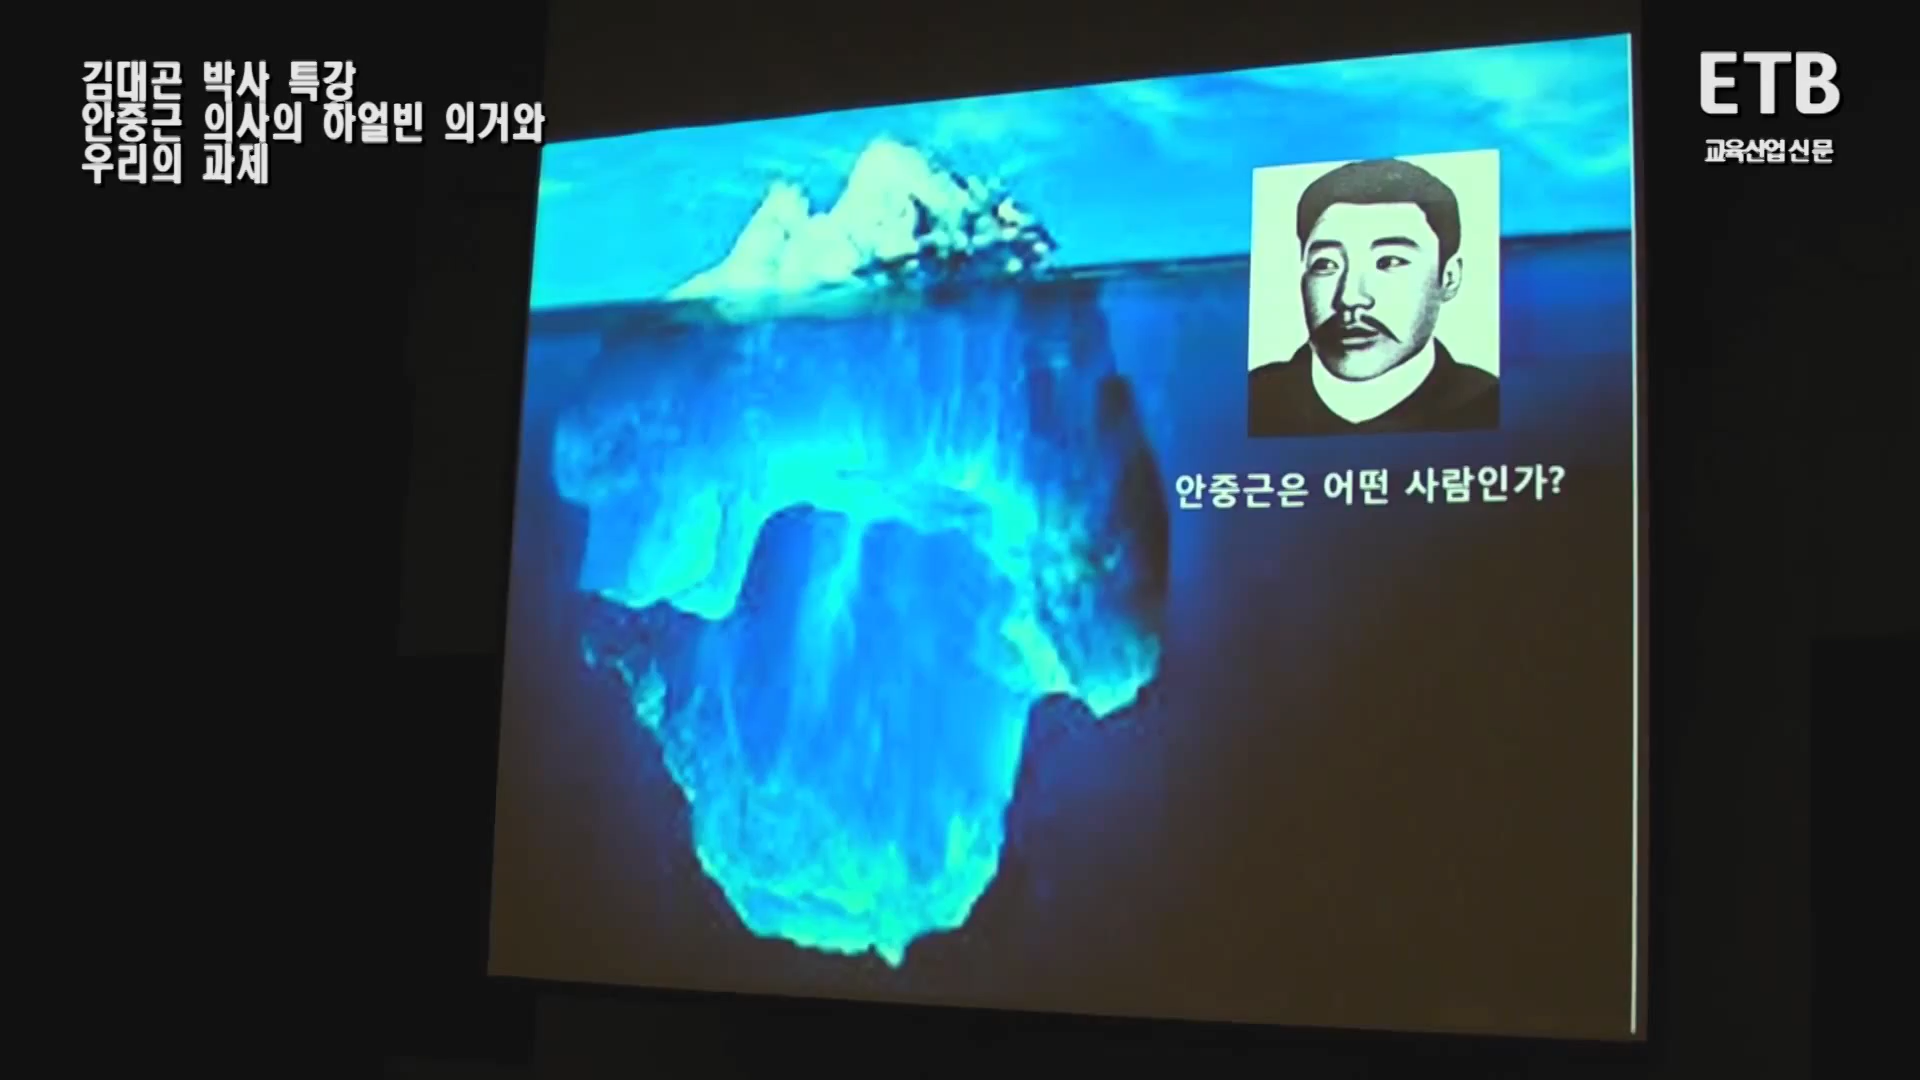 김대곤 박사 특강
안중근 의사의 하얼빈 의거와
우리의 과제
ETB
교육산업신문
안중근은 어떤 사람인가?